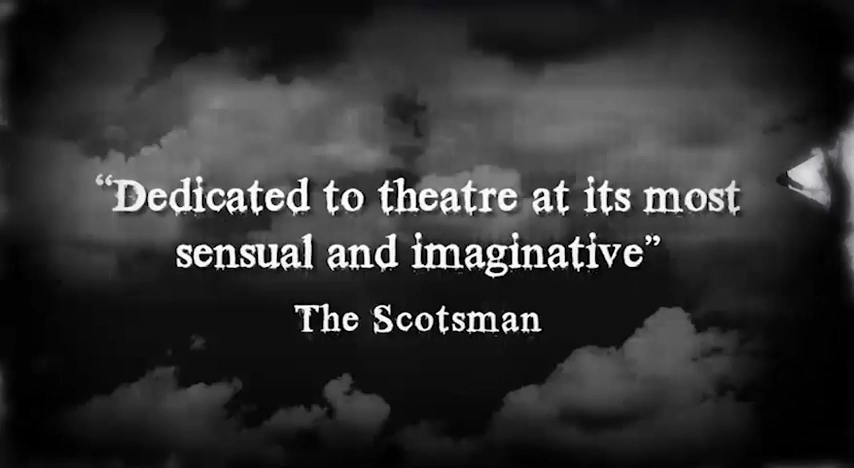 “Dedicated to theatre at its most
sensual and imaginative”
The Scotsman